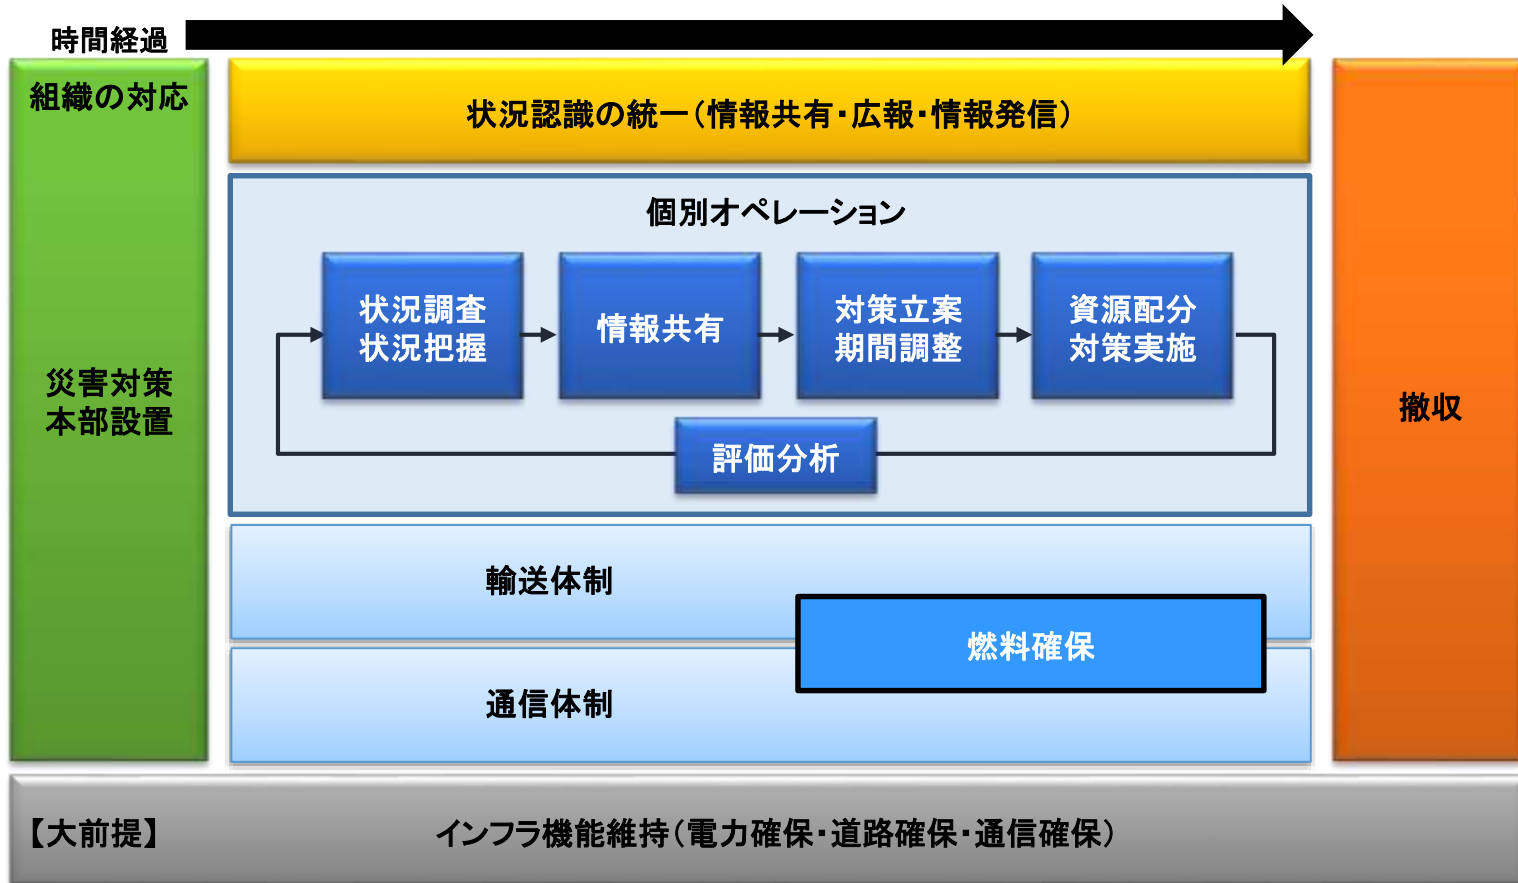 時間経過
組織の対応
災害対策
本部設置
状況認識の統一（情報共有・広報・情報発信）
個別オペレーション
状況調査
状況把握
情報共有
対策立案
期間調整
資源配分
対策実施
評価分析
輸送体制
燃料確保
通信体制
撤収
【大前提】
インフラ機能維持（電力確保・道路確保・通信確保）